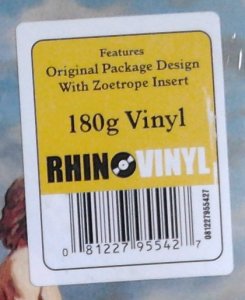 Features
Original Package Design
With Zoetrope Insert
180g Vinyl
RHINO VINYL
0 81227 95542 7
081227955427